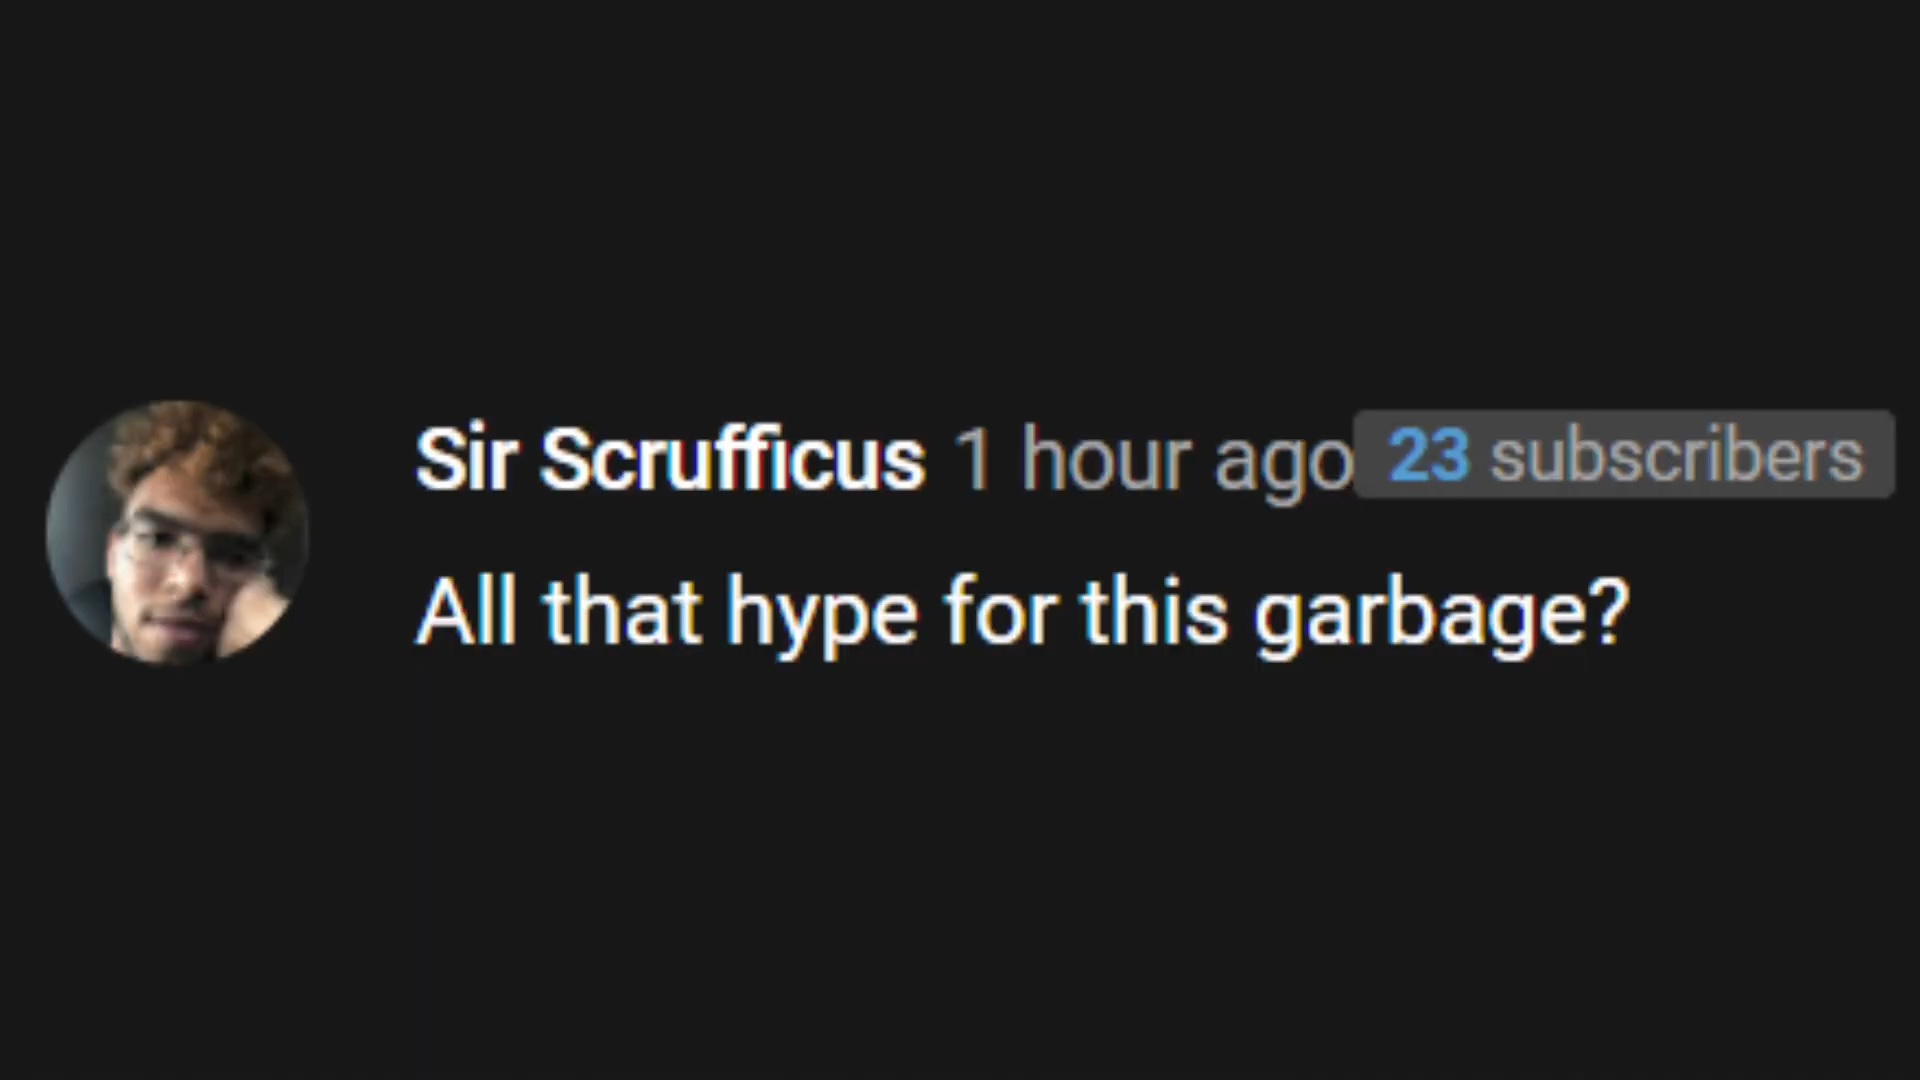 Sir Scrufficus 1 hour ago 23 subscribers
All that hype for this garbage?